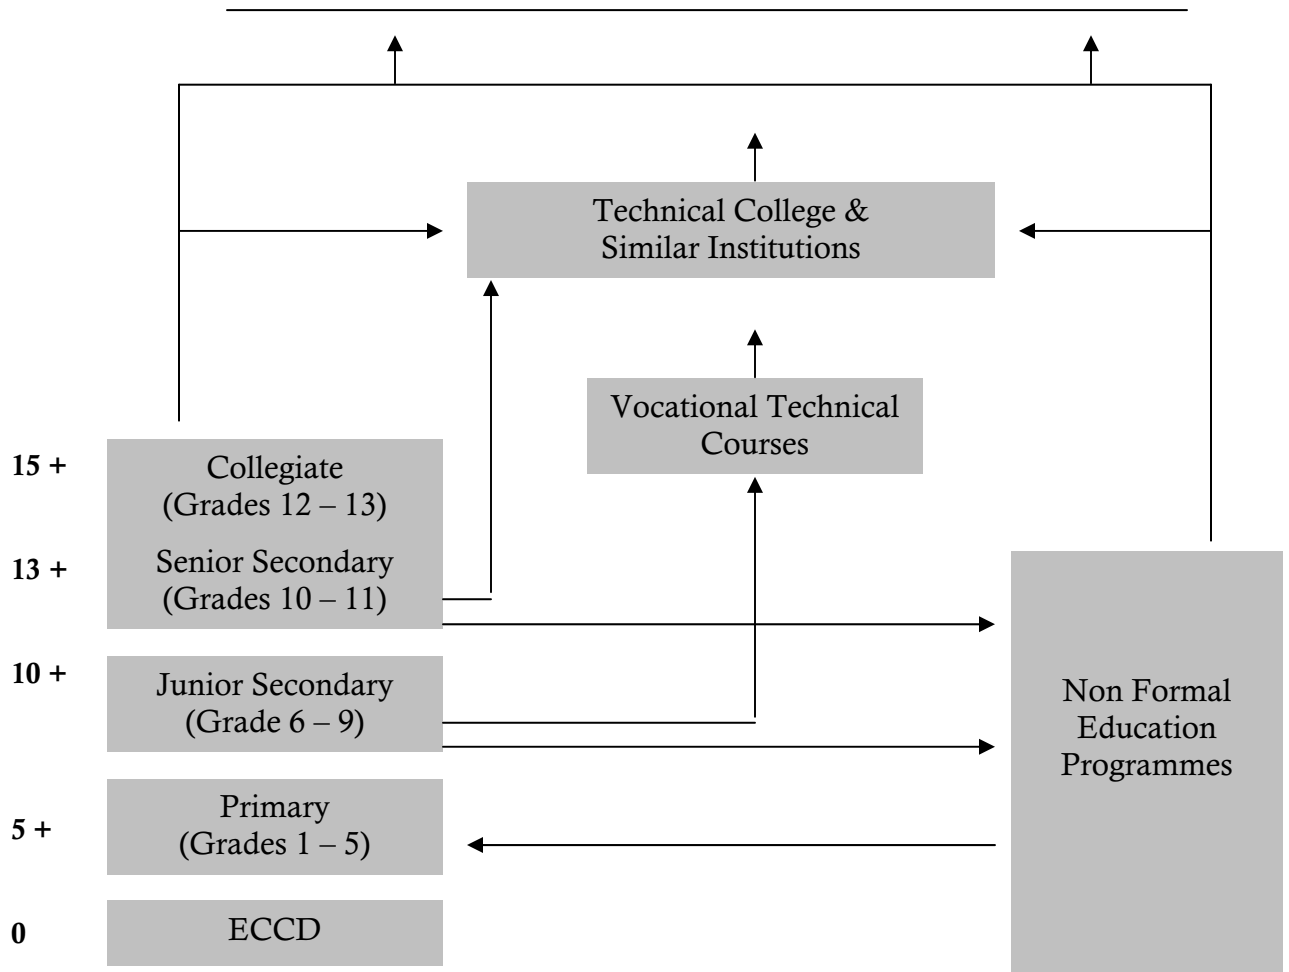 Technical College &
Similar Institutions
Vocational Technical
Courses
15 +
Collegiate
(Grades 12 – 13)
13 +
Senior Secondary
(Grades 10 – 11)
10 +
Junior Secondary
(Grade 6 – 9)
Non Formal
Education
Programmes
5 +
Primary
(Grades 1 – 5)
0
ECCD